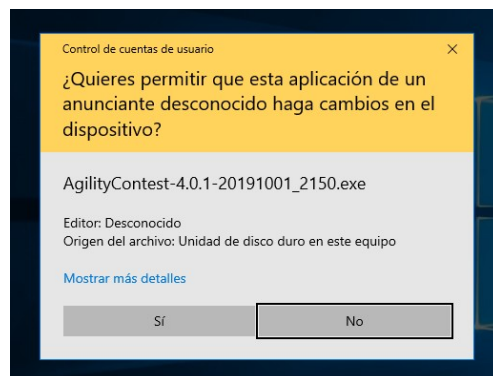 Control de cuentas de usuario
¿Quieres permitir que esta aplicación de un
anunciante desconocido haga cambios en el
dispositivo?
AgilityContest-4.0.1-20191001_2150.exe
Editor: Desconocido
Origen del archivo: Unidad de disco duro en este equipo
Mostrar más detalles
Sí
No